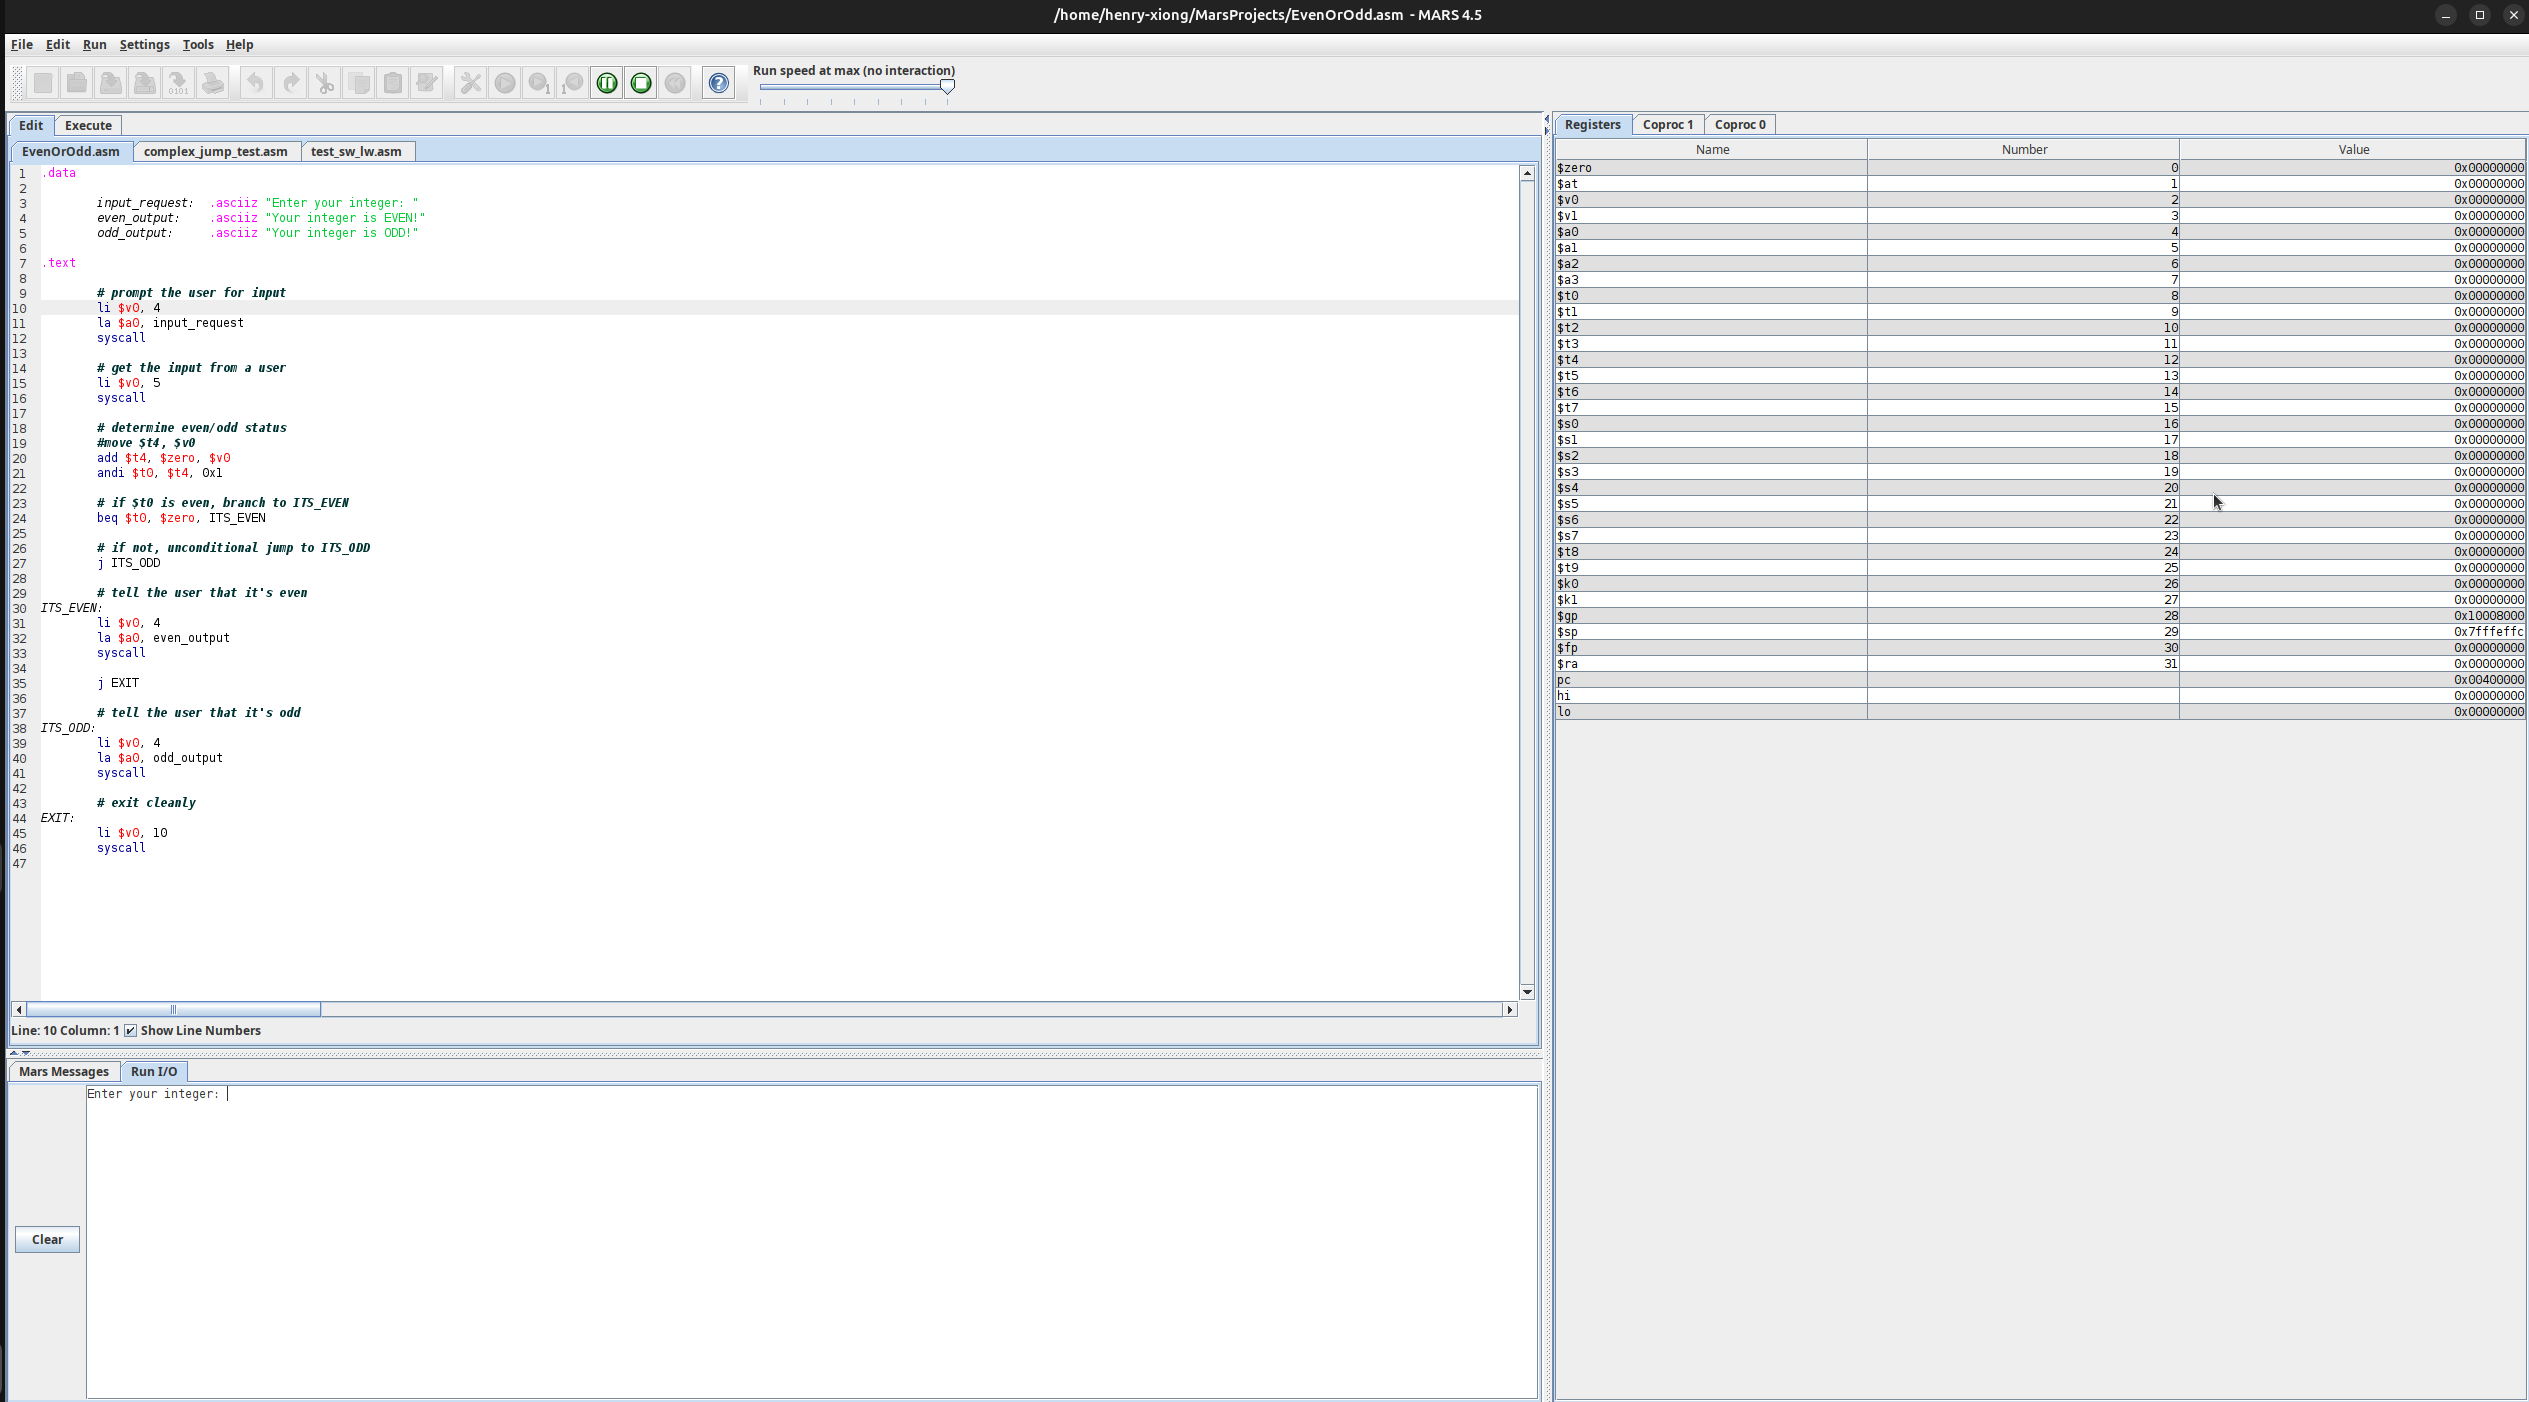 /home/henry-xiong/MarsProjects/EvenOrOdd.asm - MARS 4.5
File Edit Run Settings Tools Help
Run speed at max (no interaction)
Edit Execute
EvenOrOdd.asm complex_jump_test.asm test_sw_lw.asm
1 .data
2
3 input_request: .asciiz "Enter your integer: "
4 even_output: .asciiz "Your integer is EVEN!"
5 odd_output: .asciiz "Your integer is ODD!"
6
7 .text
8
9 # prompt the user for input
10 li $v0, 4
11 la $a0, input_request
12 syscall
13
14 # get the input from a user
15 li $v0, 5
16 syscall
17
18 # determine even/odd status
19 #move $t4, $v0
20 add $t4, $zero, $v0
21 andi $t0, $t4, 0x1
22
23 # if $t0 is even, branch to ITS_EVEN
24 beq $t0, $zero, ITS_EVEN
25
26 # if not, unconditional jump to ITS_ODD
27 j ITS_ODD
28
29 # tell the user that it's even
30 ITS_EVEN:
31 li $v0, 4
32 la $a0, even_output
33 syscall
34
35 j EXIT
36
37 # tell the user that it's odd
38 ITS_ODD:
39 li $v0, 4
40 la $a0, odd_output
41 syscall
42
43 # exit cleanly
44 EXIT:
45 li $v0, 10
46 syscall
47
Line: 10 Column: 1 Show Line Numbers
Mars Messages Run I/O
Enter your integer:
Clear
Registers Coproc 1 Coproc 0
Name Number Value
$zero 0 0x00000000
$at 1 0x00000000
$v0 2 0x00000000
$v1 3 0x00000000
$a0 4 0x00000000
$a1 5 0x00000000
$a2 6 0x00000000
$a3 7 0x00000000
$t0 8 0x00000000
$t1 9 0x00000000
$t2 10 0x00000000
$t3 11 0x00000000
$t4 12 0x00000000
$t5 13 0x00000000
$t6 14 0x00000000
$t7 15 0x00000000
$s0 16 0x00000000
$s1 17 0x00000000
$s2 18 0x00000000
$s3 19 0x00000000
$s4 20 0x00000000
$s5 21 0x00000000
$s6 22 0x00000000
$s7 23 0x00000000
$t8 24 0x00000000
$t9 25 0x00000000
$k0 26 0x00000000
$k1 27 0x00000000
$gp 28 0x10008000
$sp 29 0x7fffeffc
$fp 30 0x00000000
$ra 31 0x00000000
pc 0x00400000
hi 0x00000000
lo 0x00000000